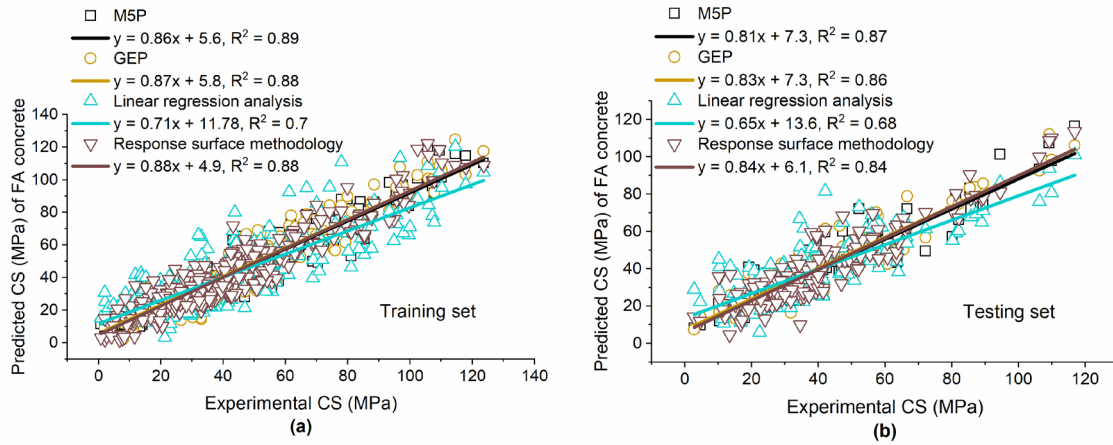 M5P
y = 0.86x + 5.6, R² = 0.89
GEP
y = 0.87x + 5.8, R² = 0.88
Linear regression analysis
y = 0.71x + 11.78, R² = 0.7
Response surface methodology
y = 0.88x + 4.9, R² = 0.88
Predicted CS (MPa) of FA concrete
140
120
100
80
60
40
20
0
Training set
0 20 40 60 80 100 120 140
Experimental CS (MPa)
(a)
M5P
y = 0.81x + 7.3, R² = 0.87
GEP
y = 0.83x + 7.3, R² = 0.86
Linear regression analysis
y = 0.65x + 13.6, R² = 0.68
Response surface methodology
y = 0.84x + 6.1, R² = 0.84
Predicted CS (MPa) of FA concrete
120
100
80
60
40
20
0
Testing set
0 20 40 60 80 100 120
Experimental CS (MPa)
(b)